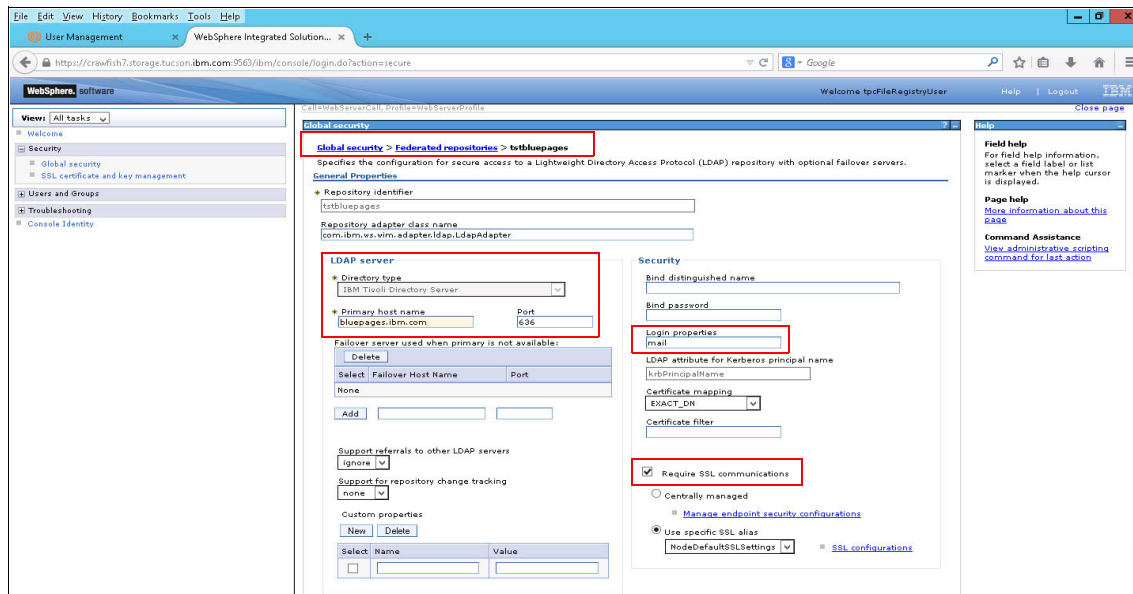 File Edit View History Bookmarks Tools Help
User Management × WebSphere Integrated Solution... × +
https://crawfish7.storage.tucson.ibm.com:9563/ibm/console/login.do?action=secure
8 Google
WebSphere. software
Welcome tpcFileRegistryUser
Help | Logout
IBM
View: All tasks
Welcome
Security
Global security
SSL certificate and key management
Users and Groups
Troubleshooting
Console Identity
Cell=WebServerCell, Profile=WebServerProfile
Close page
Global security ? –
Global security > Federated repositories > tstbluepages
Specifies the configuration for secure access to a Lightweight Directory Access Protocol (LDAP) repository with optional failover servers.
General Properties
* Repository identifier
tstbluepages
Repository adapter class name
com.ibm.ws.vim.adapter.ldap.LdapAdapter
LDAP server
* Directory type
IBM Tivoli Directory Server
* Primary host name Port
bluepages.ibm.com 636
Failover server used when primary is not available:
Delete
Select Failover Host Name Port
None
Add
Support referrals to other LDAP servers
ignore
Support for repository change tracking
none
Custom properties
New Delete
Select Name Value
Security
Bind distinguished name
Bind password
Login properties
mail
LDAP attribute for Kerberos principal name
krbPrincipalName
Certificate mapping
EXACT_DN
Certificate filter
Require SSL communications
Centrally managed
Manage endpoint security configurations
Use specific SSL alias
NodeDefaultSSLSettings SSL configurations
Help –
Field help
For field help information,
select a field label or list
marker when the help cursor
is displayed.
Page help
More information about this
page
Command Assistance
View administrative scripting
command for last action